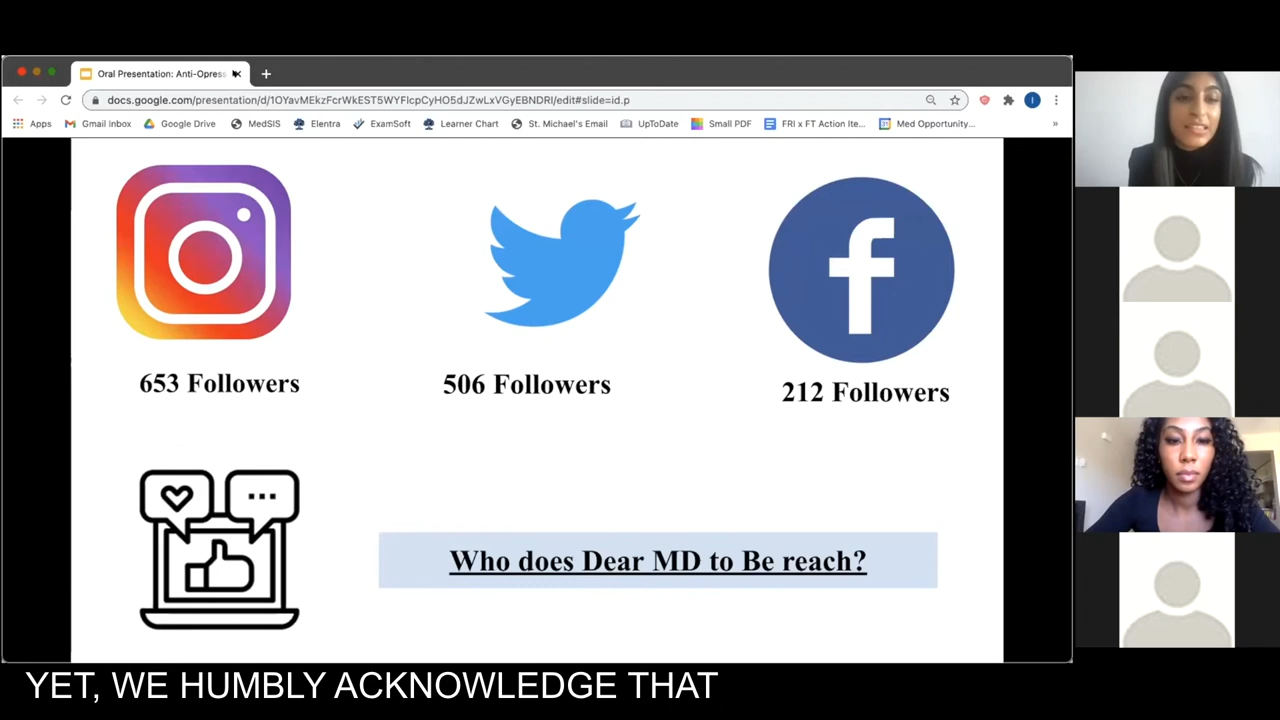 Oral Presentation: Anti-Opress
docs.google.com/presentation/d/1OYavMEkzFcrWkEST5WYFlcpCyHO5dJZwLxVGyEBNDRI/edit#slide=id.p
I
Apps Gmail Inbox Google Drive MedSIS Elentra ExamSoft Learner Chart St. Michael's Email UpToDate Small PDF FRI x FT Action Ite... Med Opportunity... »
653 Followers
506 Followers
212 Followers
Who does Dear MD to Be reach?
YET, WE HUMBLY ACKNOWLEDGE THAT